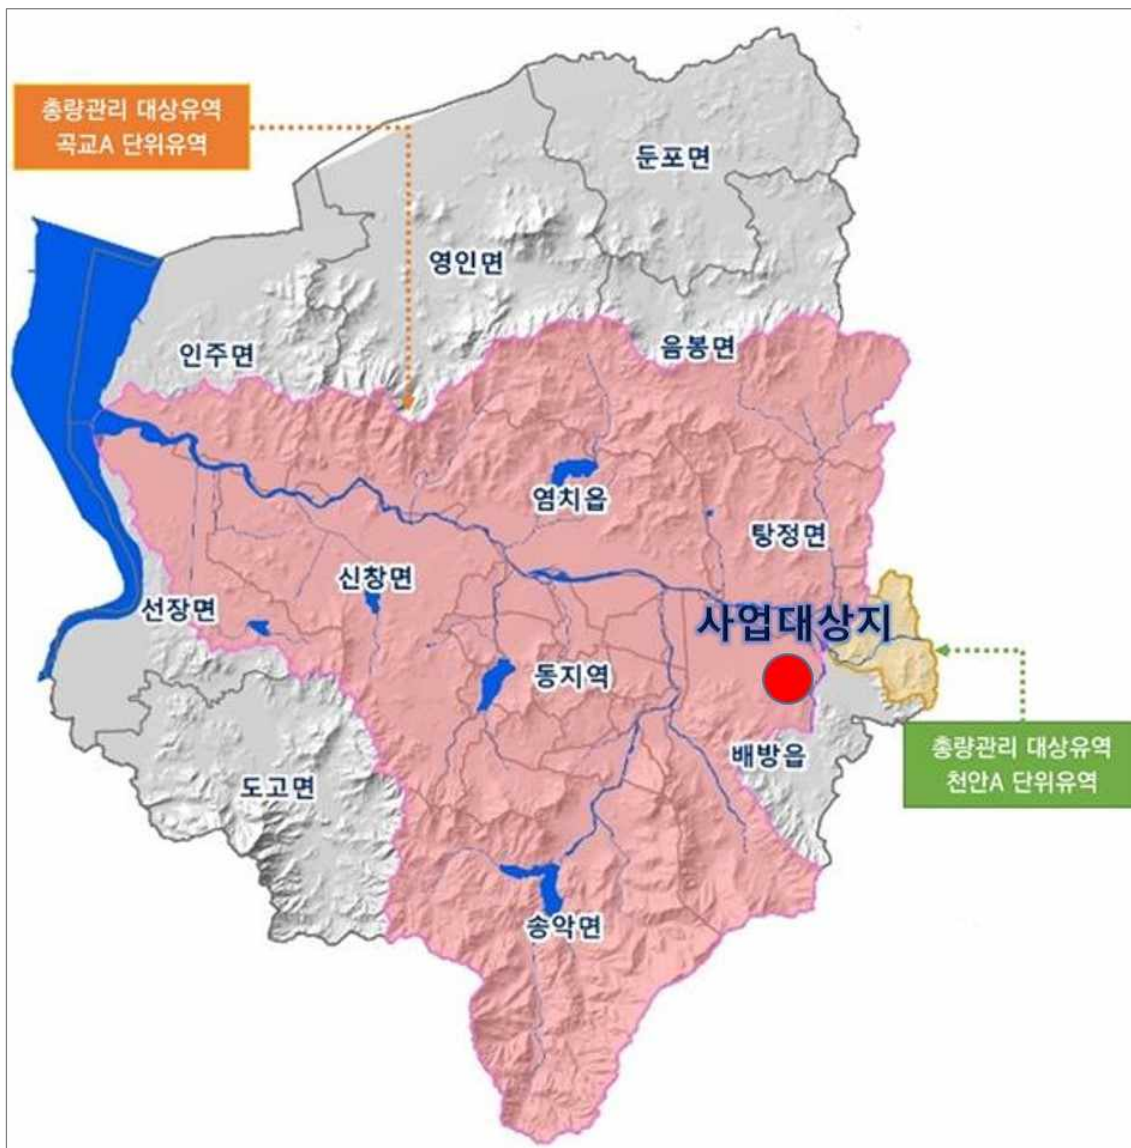 총량관리 대상유역
곡교A 단위유역
둔포면
영인면
음봉면
인주면
염치읍
탕정면
신창면
선장면
사업대상지
동지역
배방읍
도고면
총량관리 대상유역
천안A 단위유역
송악면